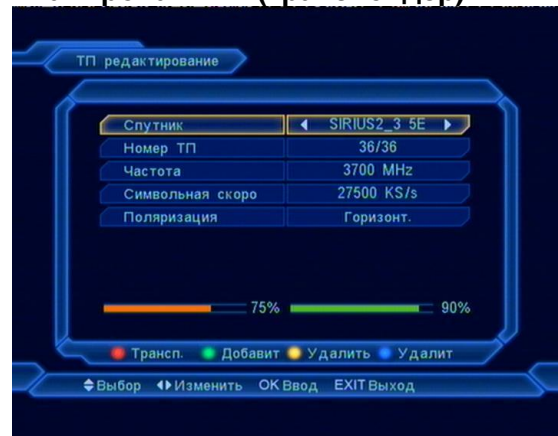 ТП редактирование
Спутник SIRIUS2_3 5E
Номер ТП 36/36
Частота 3700 MHz
Символьная скоро 27500 KS/s
Поляризация Горизонт.
75% 90%
Трансп. Добавит Удалить Удалит
Выбор Изменить OK Ввод EXIT Выход